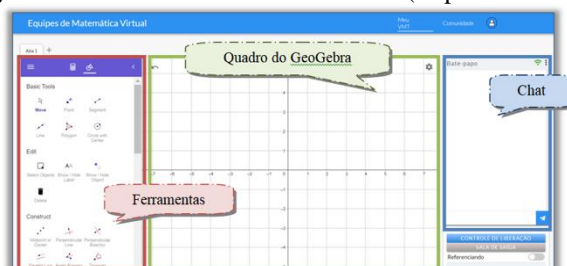 Equipes de Matemática Virtual
Meu VMT
Comunidade
Aba 1
+
Quadro do GeoGebra
Bate-papo
Chat
Ferramentas
Basic Tools
Move
Point
Segment
Line
Polygon
Circle with Center
Edit
Select Objects
Show / Hide Label
Show / Hide Object
Delete
Construct
Midpoint or Center
Perpendicular Line
Perpendicular Bisector
CONTROLE DE LIBERAÇÃO
SALA DE SAÍDA
Referenciando